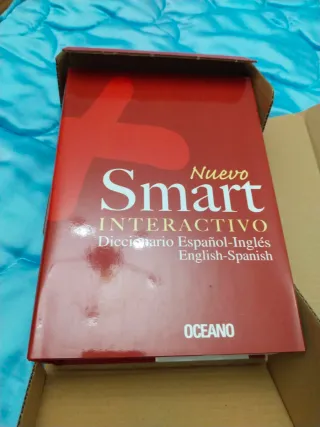 Nuevo
Smart
INTERACTIVO
Diccionario Español-Inglés
English-Spanish
OCEANO